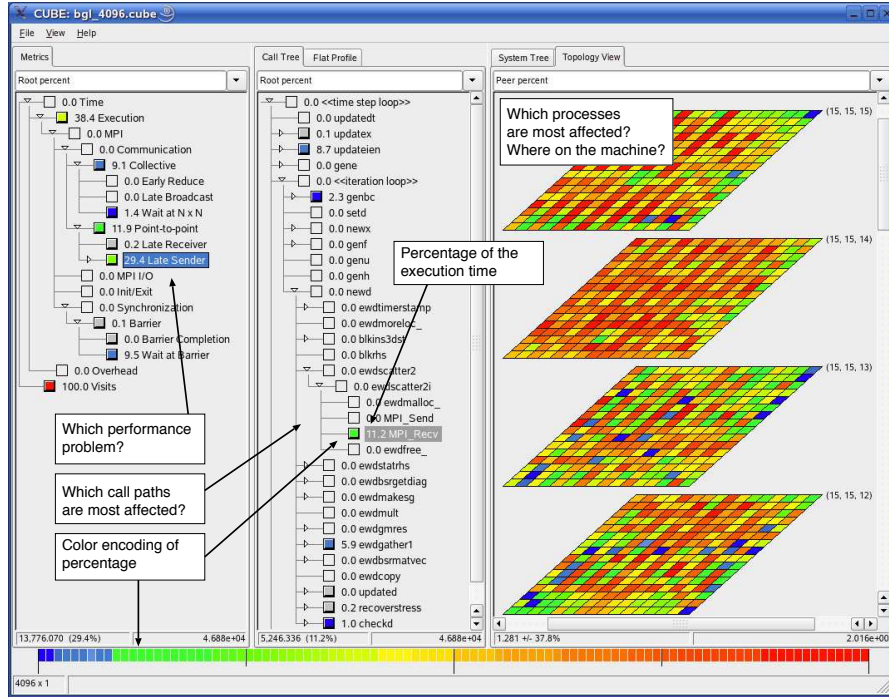 CUBE: bgl_4096.cube
File View Help
Metrics
Root percent
0.0 Time
38.4 Execution
0.0 MPI
0.0 Communication
9.1 Collective
0.0 Early Reduce
0.0 Late Broadcast
1.4 Wait at N x N
11.9 Point-to-point
0.2 Late Receiver
29.4 Late Sender
0.0 MPI I/O
0.0 Init/Exit
0.0 Synchronization
0.1 Barrier
0.0 Barrier Completion
9.5 Wait at Barrier
0.0 Overhead
100.0 Visits
Which performance
problem?
Which call paths
are most affected?
Color encoding of
percentage
13,776.070 (29.4%) 4.688e+04
Call Tree Flat Profile
Root percent
0.0 <<time step loop>>
0.0 updatedt
0.1 updatex
8.7 updateien
0.0 gene
0.0 <<iteration loop>>
2.3 genbc
0.0 setd
0.0 newx
0.0 genf
0.0 genu
0.0 genh
0.0 newd
0.0 ewdtimerstamp
0.0 ewdmoreloc_
0.0 blkins3dst
0.0 blkrhs
0.0 ewdscatter2
0.0 ewdscatter2i
0.0 ewdmalloc_
0.0 MPI_Send
11.2 MPI_Recv
0.0 ewdfree_
0.0 ewdstatrhs
0.0 ewdbsrgetdiag
0.0 ewdmakesg
0.0 ewdmult
0.0 ewdgmres
5.9 ewdgather1
0.0 ewdbsrmatvec
0.0 ewdcopy
0.0 updated
0.2 recoverstress
1.0 checkd
Percentage of the
execution time
5,246.336 (11.2%) 4.688e+04
System Tree Topology View
Peer percent
Which processes
are most affected?
Where on the machine?
(15, 15, 15)
(15, 15, 14)
(15, 15, 13)
(15, 15, 12)
1.281 +/- 37.8% 2.016e+00
4096 x 1